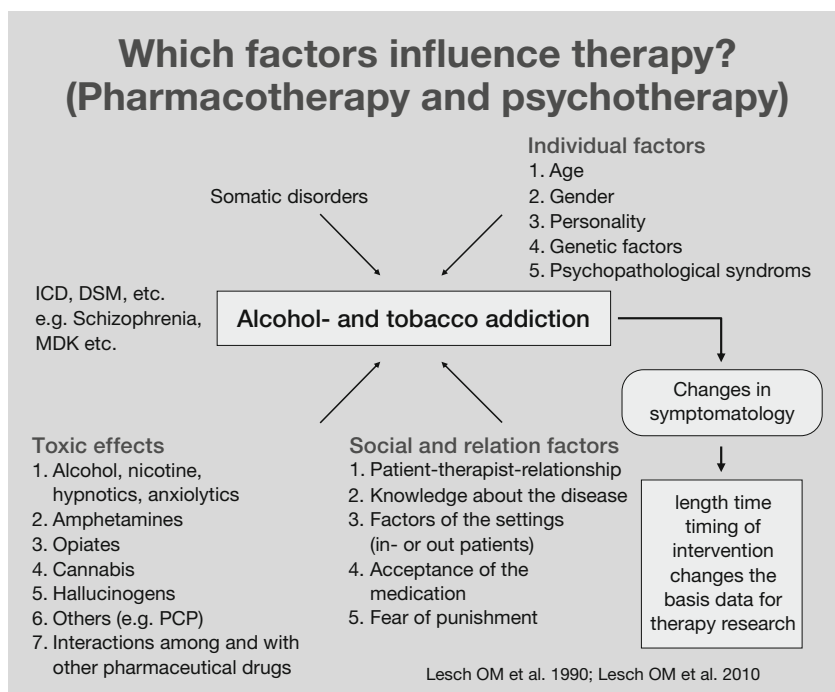 Which factors influence therapy?
(Pharmacotherapy and psychotherapy)
Somatic disorders
Individual factors
1. Age
2. Gender
3. Personality
4. Genetic factors
5. Psychopathological syndroms
ICD, DSM, etc.
e.g. Schizophrenia,
MDK etc.
Alcohol- and tobacco addiction
Changes in
symptomatology
Toxic effects
1. Alcohol, nicotine,
hypnotics, anxiolytics
2. Amphetamines
3. Opiates
4. Cannabis
5. Hallucinogens
6. Others (e.g. PCP)
7. Interactions among and with
other pharmaceutical drugs
Social and relation factors
1. Patient-therapist-relationship
2. Knowledge about the disease
3. Factors of the settings
(in- or out patients)
4. Acceptance of the
medication
5. Fear of punishment
length time
timing of
intervention
changes the
basis data for
therapy research
Lesch OM et al. 1990; Lesch OM et al. 2010